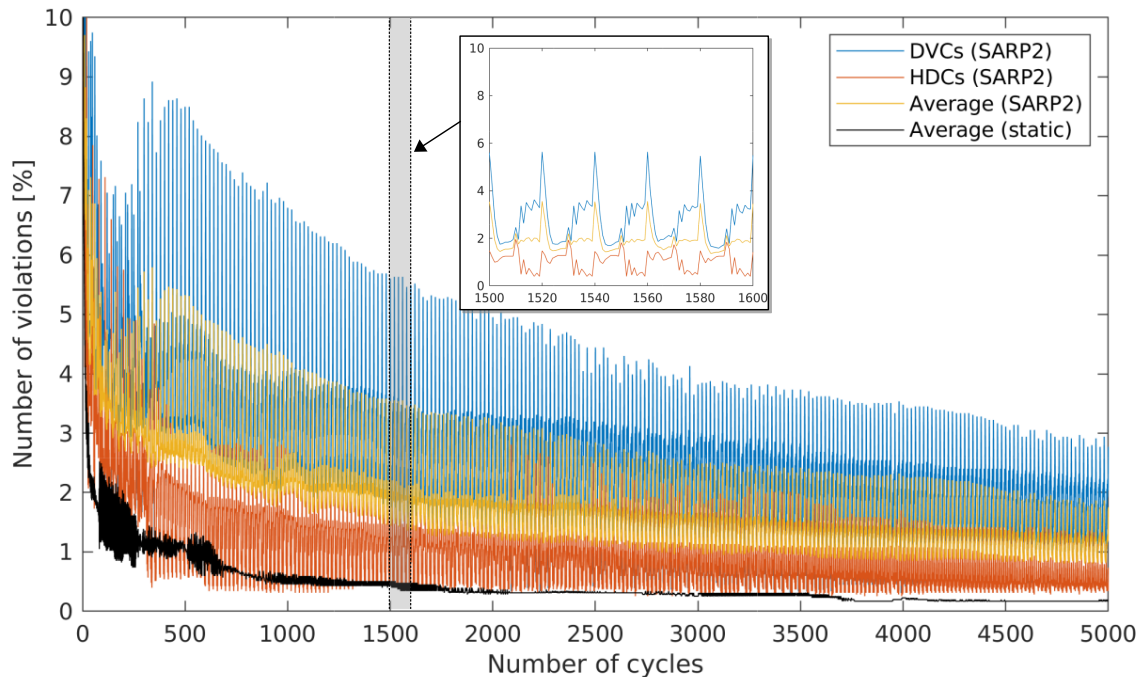 10
9
8
7
6
5
4
3
2
1
0
Number of violations [%]
0 500 1000 1500 2000 2500 3000 3500 4000 4500 5000
Number of cycles
10
8
6
4
2
0
1500 1520 1540 1560 1580 1600
DVCs (SARP2)
HDCs (SARP2)
Average (SARP2)
Average (static)